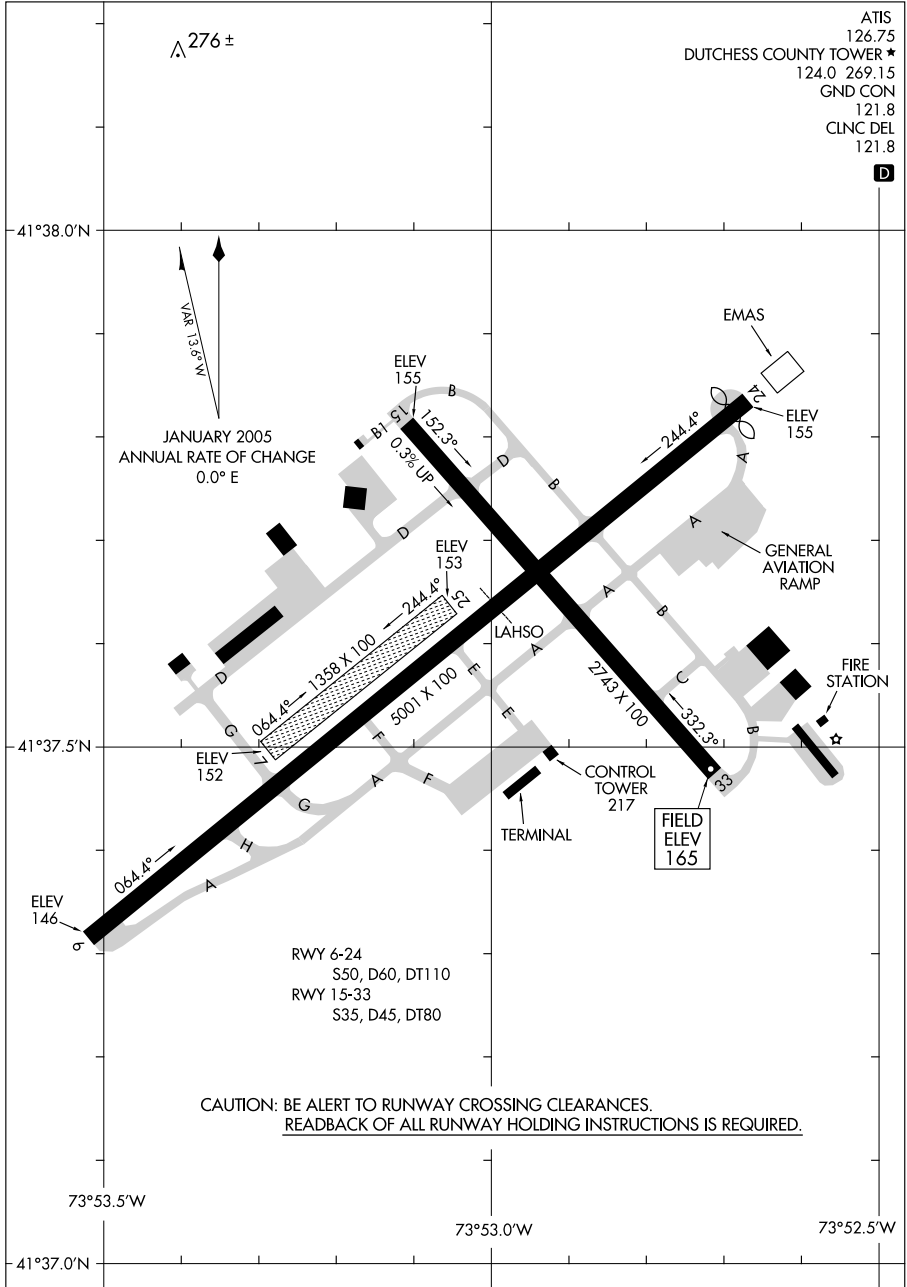 276 ±
ATIS
126.75
DUTCHESS COUNTY TOWER ★
124.0 269.15
GND CON
121.8
CLNC DEL
121.8
D
41°38.0'N
VAR 13.6° W
JANUARY 2005
ANNUAL RATE OF CHANGE
0.0° E
EMAS
ELEV
155
B
24
ELEV
155
15
B1
152.3°
0.3% UP
244.4°
A
D
B
A
D
GENERAL
AVIATION
RAMP
ELEV
153
25
244.4°
LAHSO
A
B
1358 X 100
064.4°
5001 X 100
2743 X 100
332.3°
E
A
E
C
B
FIRE
STATION
D
G
41°37.5'N
ELEV
152
7
F
A
F
G
G
CONTROL
TOWER
217
TERMINAL
33
FIELD
ELEV
165
H
A
064.4°
ELEV
146
6
RWY 6-24
S50, D60, DT110
RWY 15-33
S35, D45, DT80
CAUTION: BE ALERT TO RUNWAY CROSSING CLEARANCES.
READBACK OF ALL RUNWAY HOLDING INSTRUCTIONS IS REQUIRED.
73°53.5'W
73°53.0'W
73°52.5'W
41°37.0'N